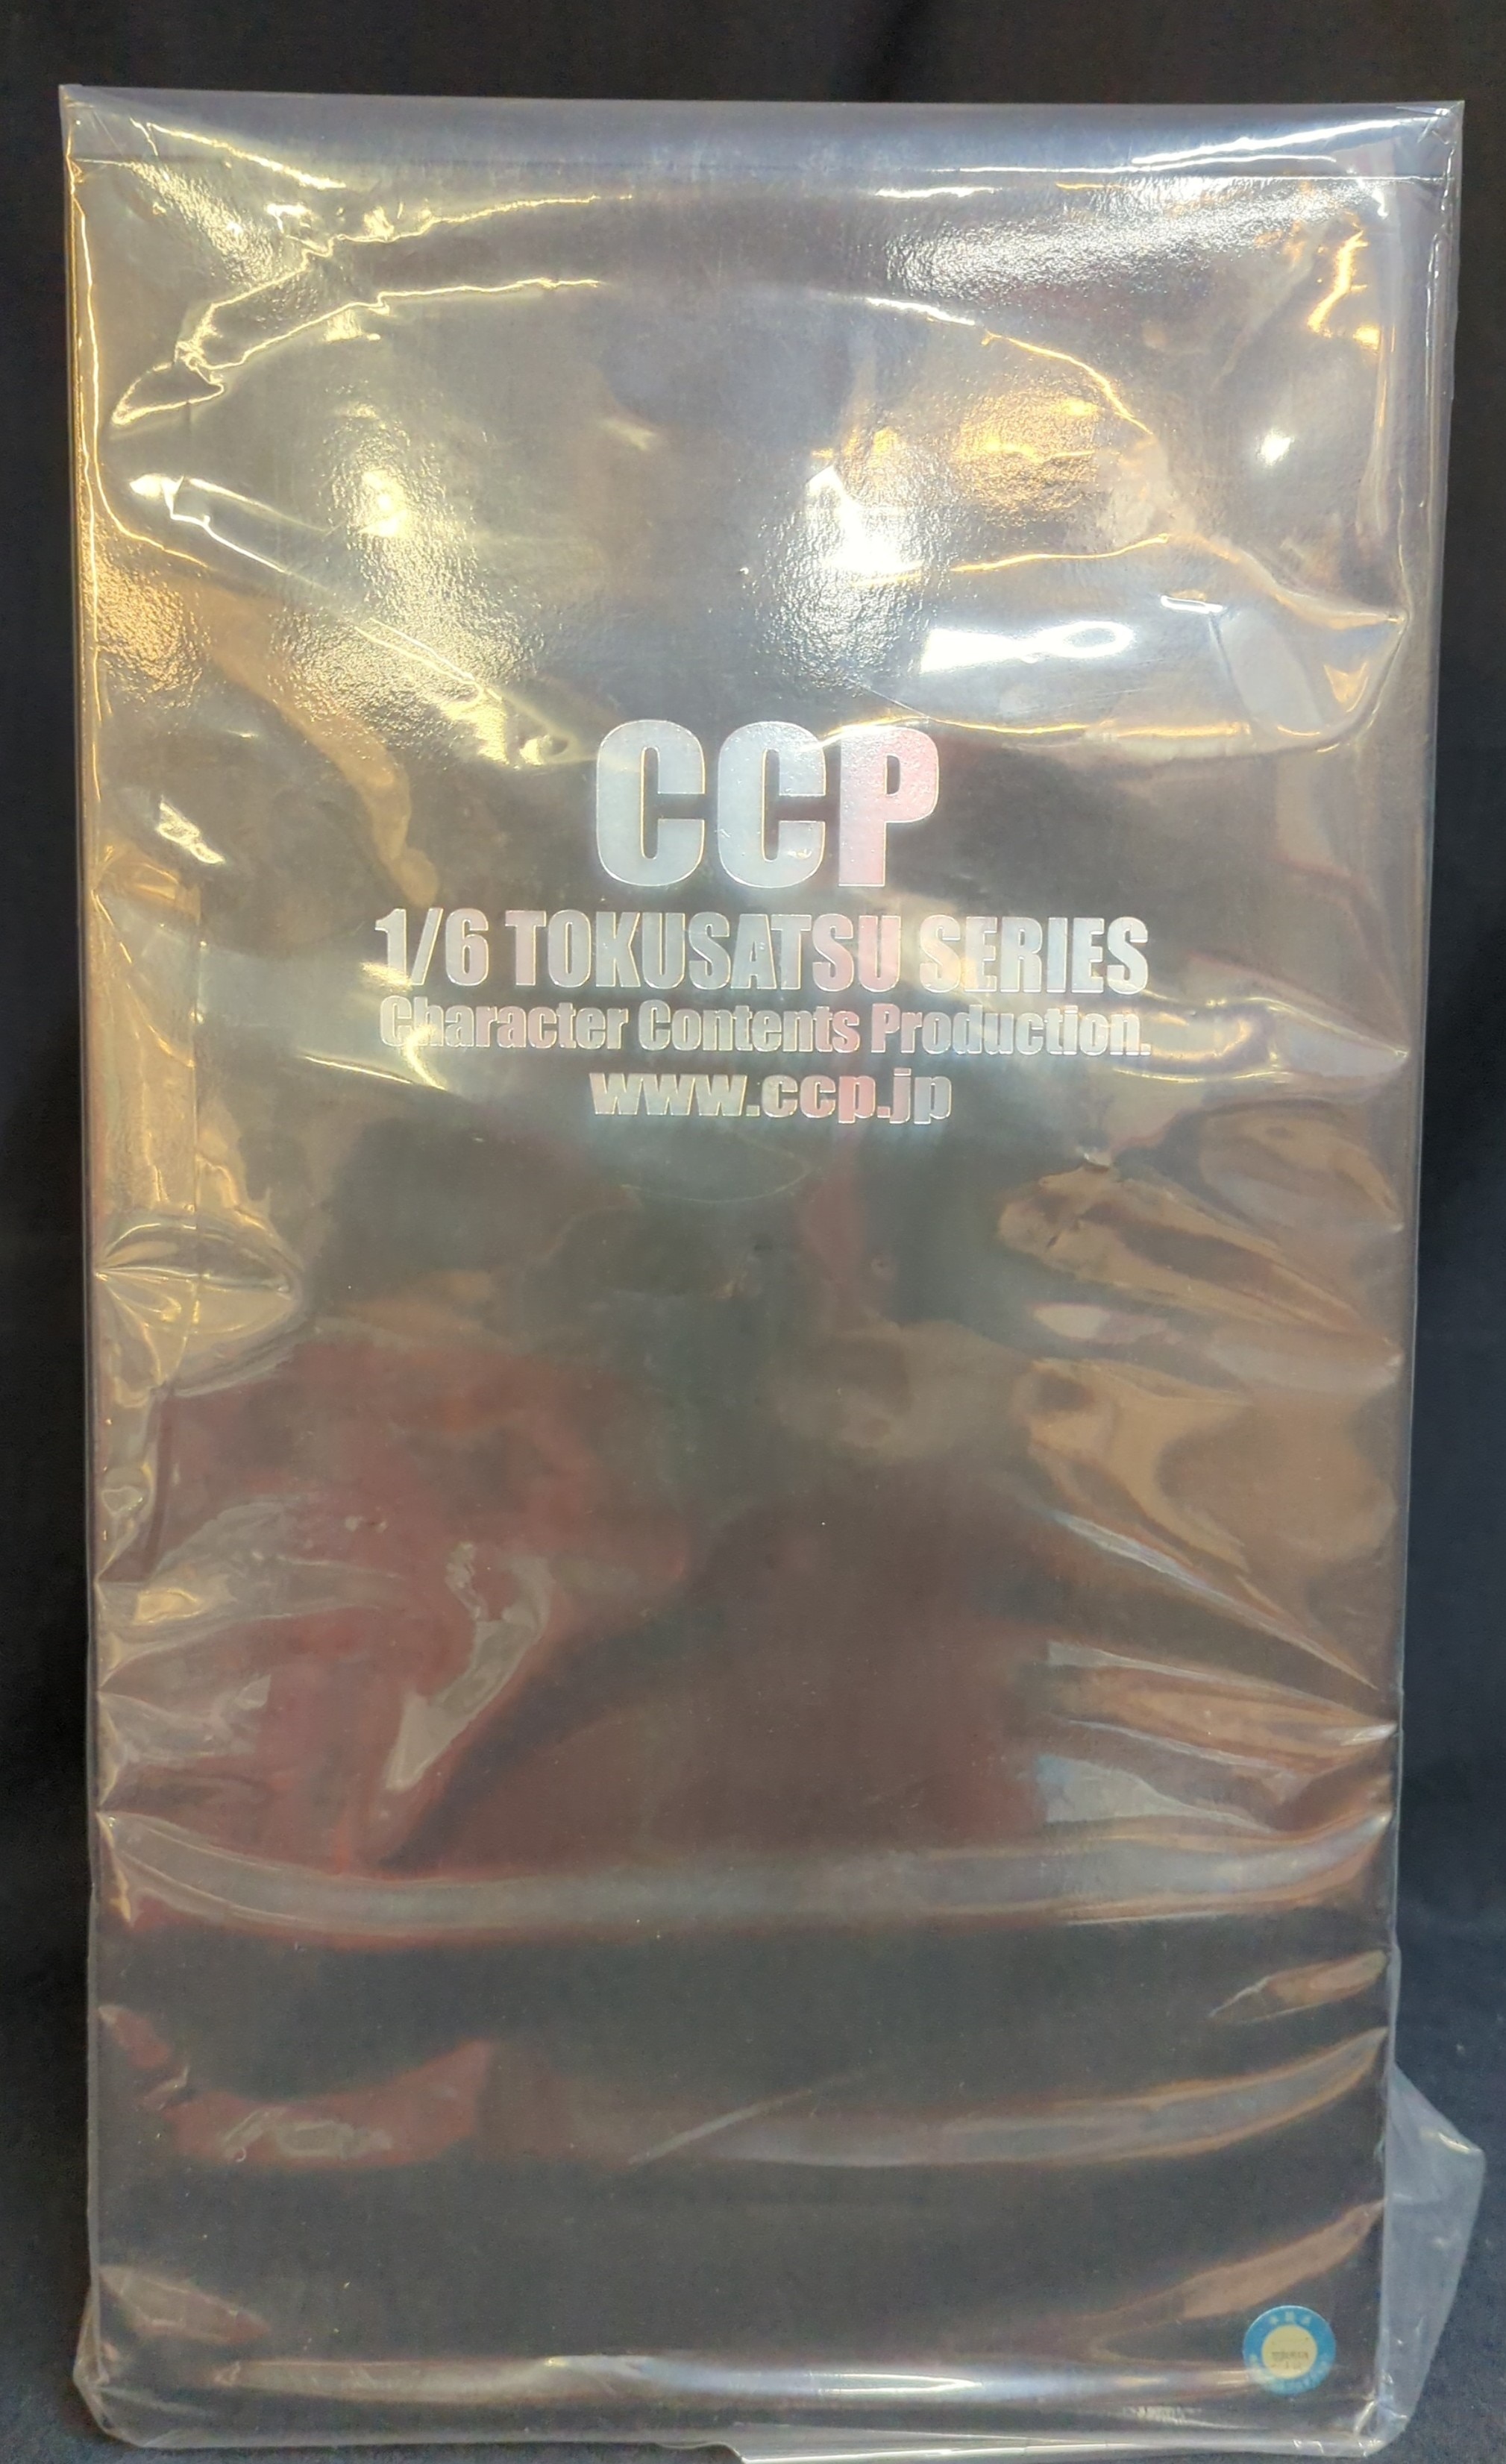 CCP
1/6 TOKUSATSU SERIES
Character Contents Production.
www.ccp.jp